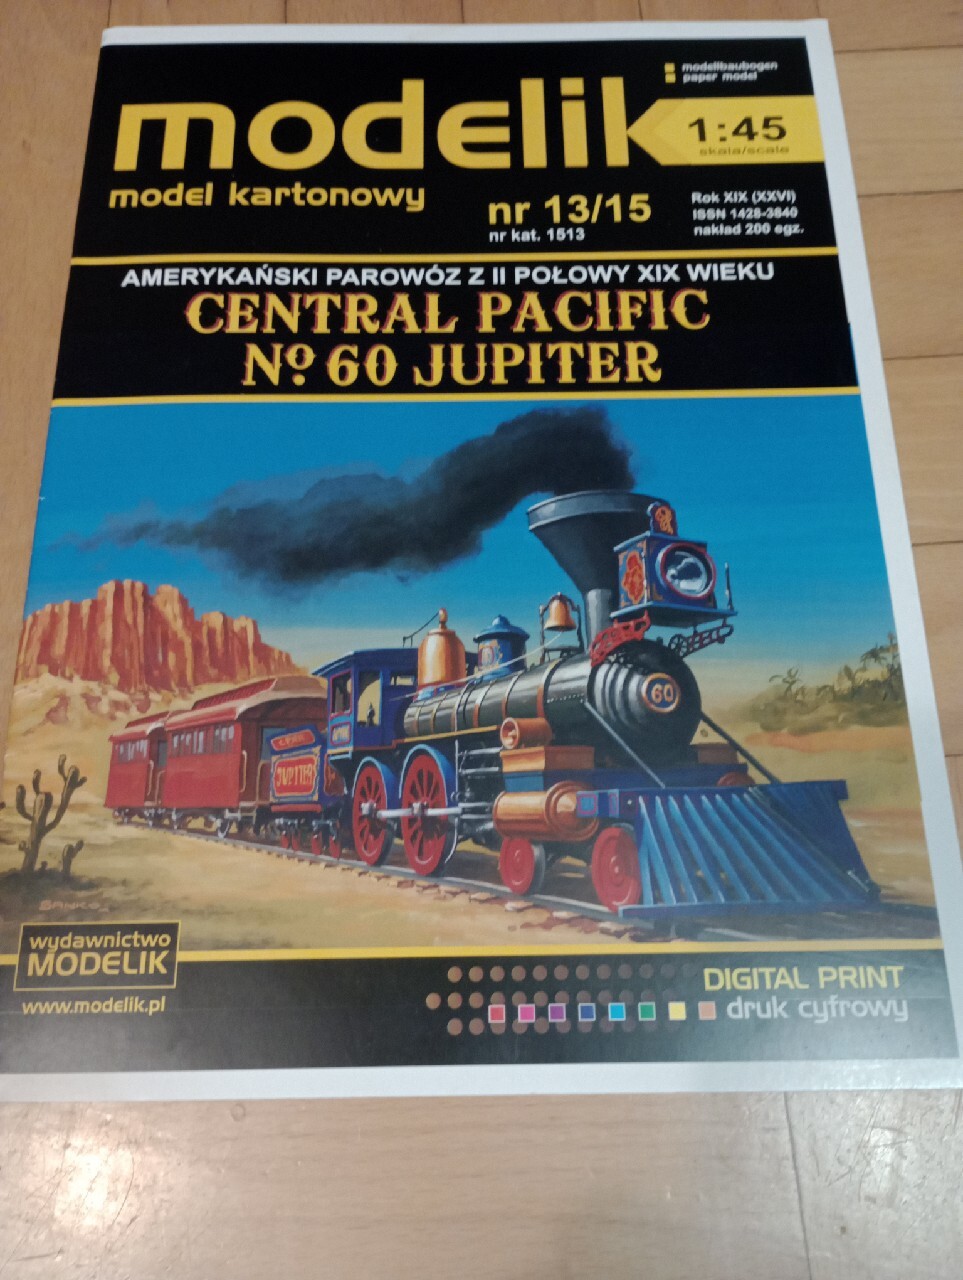 modellbaubogen
paper model
modelik
1:45
skala/scale
model kartonowy
nr 13/15
nr kat. 1513
Rok XIX (XXVI)
ISSN 1428-3840
nakład 200 egz.
AMERYKAŃSKI PAROWÓZ Z II POŁOWY XIX WIEKU
CENTRAL PACIFIC
Nº 60 JUPITER
60
C.P.R.R.
JUPITER
BANKO
wydawnictwo
MODELIK
www.modelik.pl
DIGITAL PRINT
druk cyfrowy